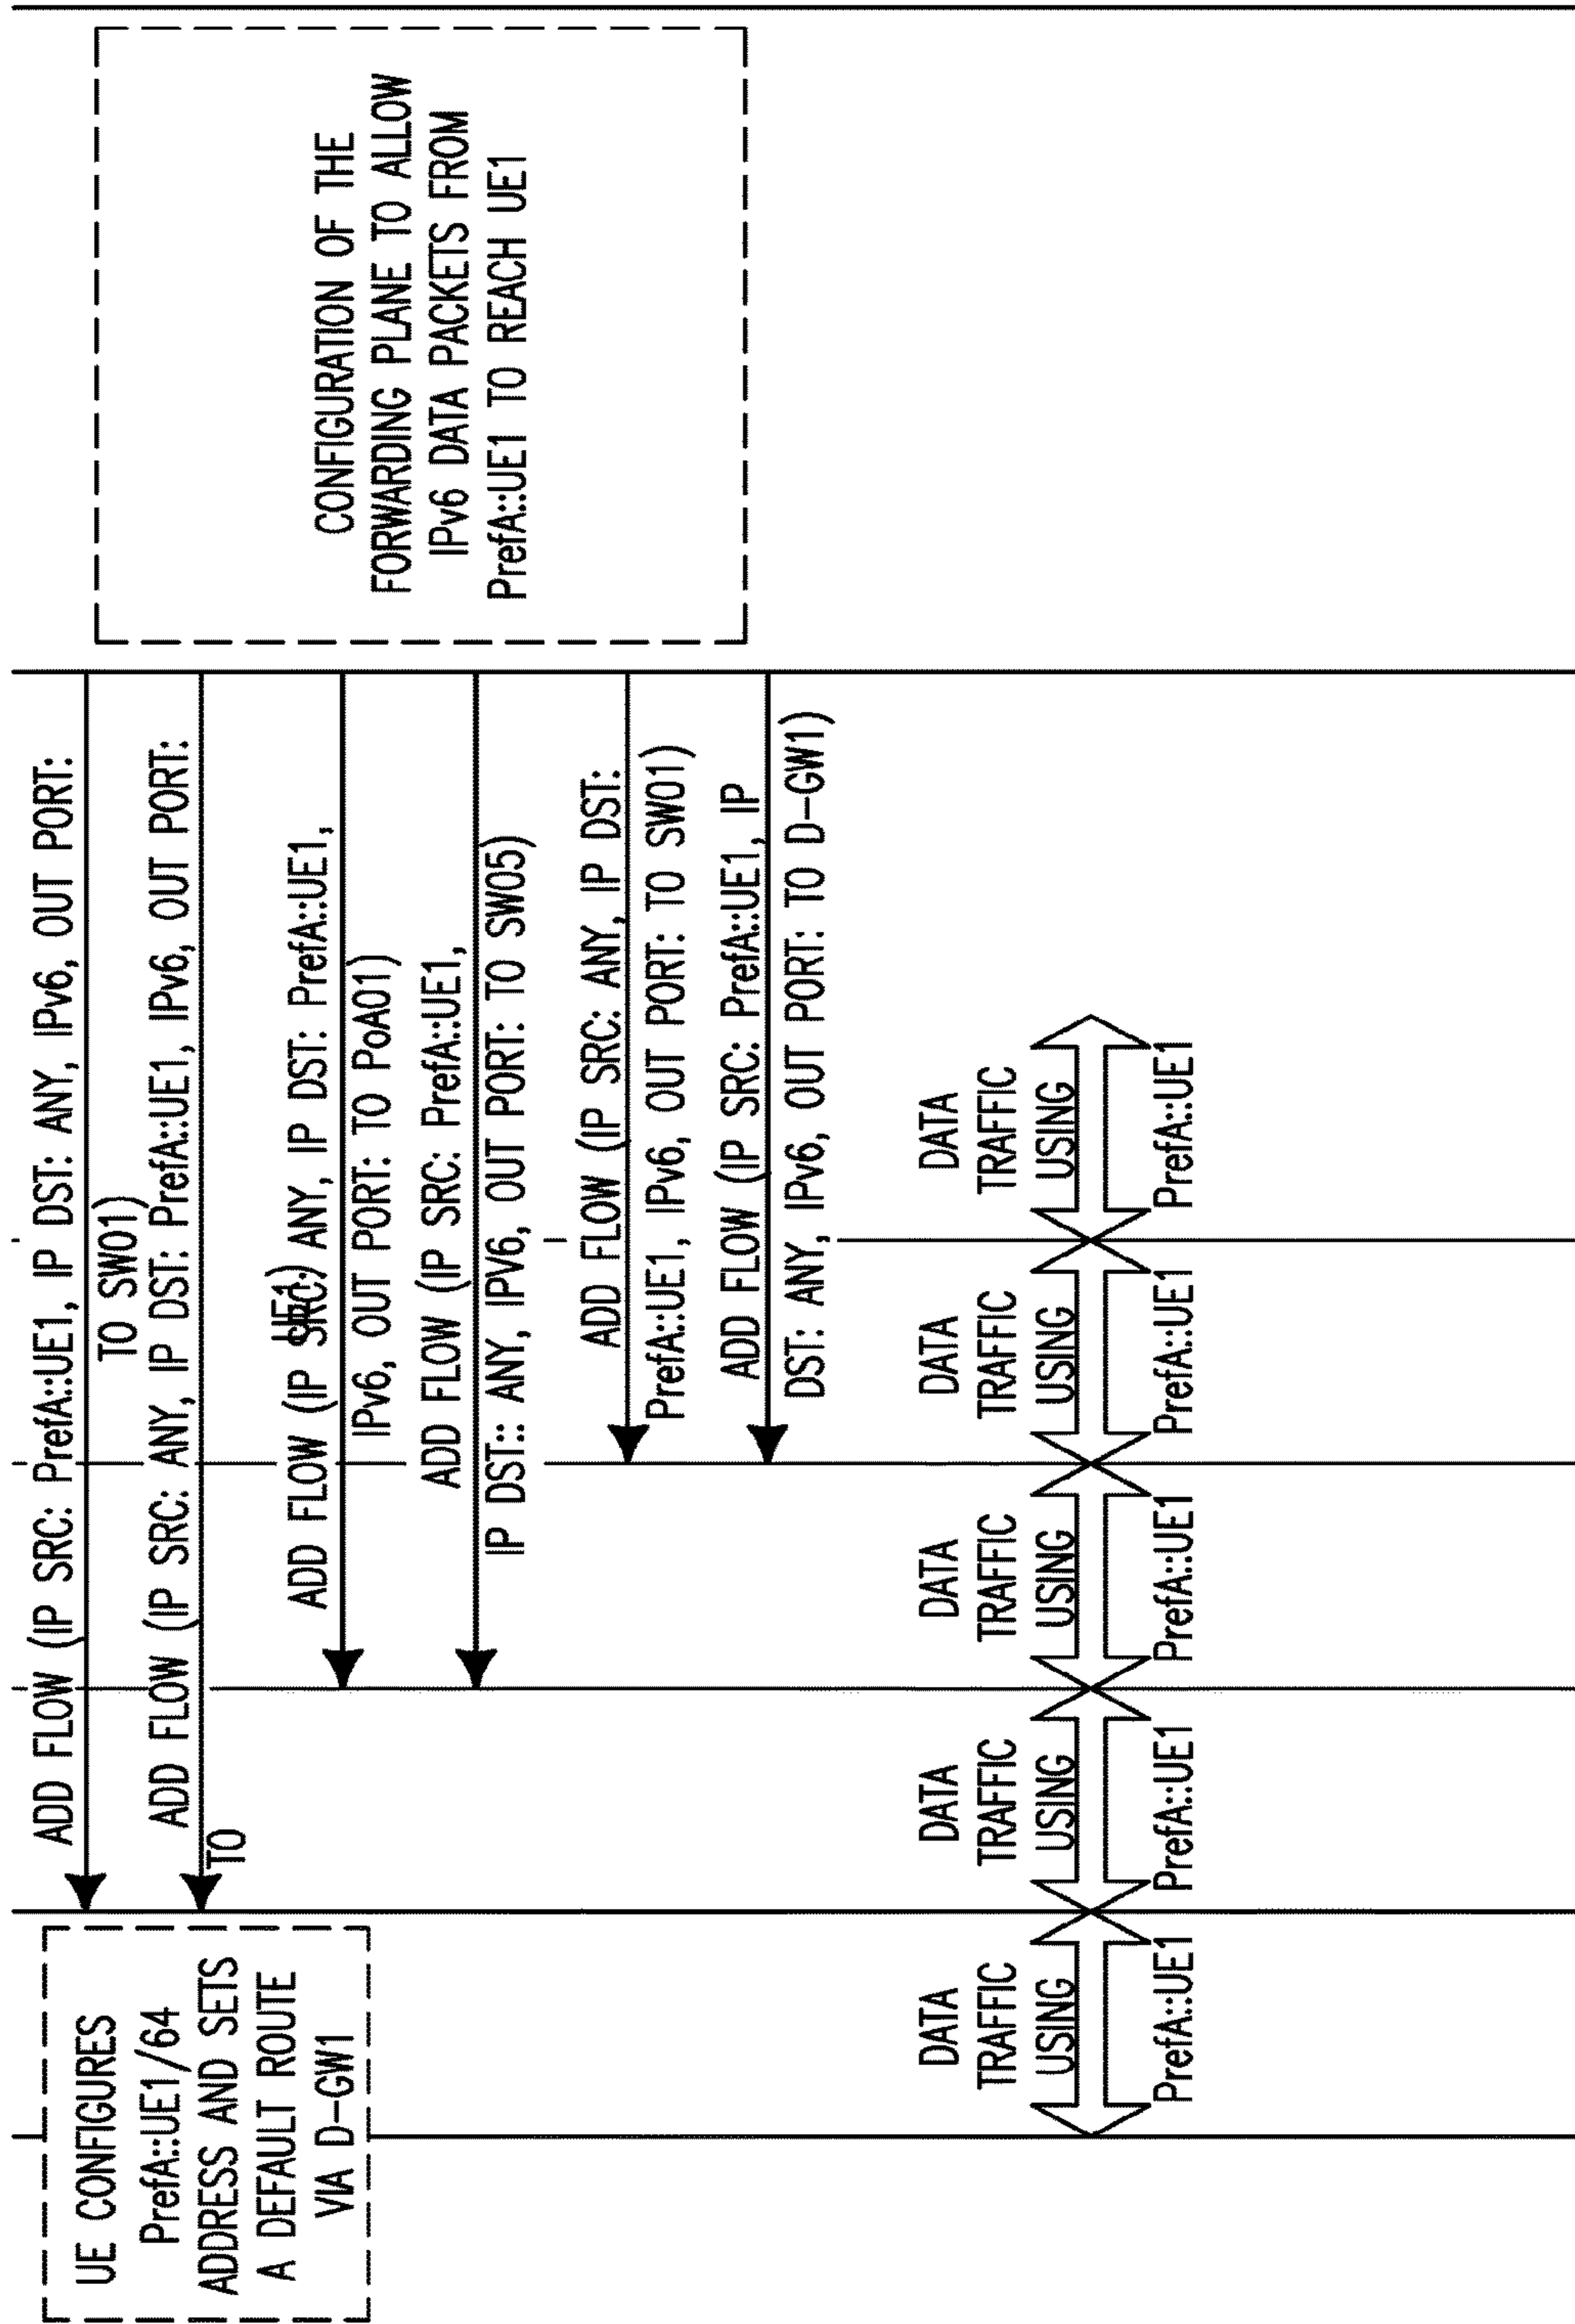 UE CONFIGURES
PrefA::UE1/64
ADDRESS AND SETS
A DEFAULT ROUTE
VIA D-GW1
ADD FLOW (IP SRC: PrefA::UE1, IP DST: ANY, IPv6, OUT PORT:
TO SW01)
ADD FLOW (IP SRC: ANY, IP DST: PrefA::UE1, IPv6, OUT PORT:
TO
UE1)
ADD FLOW (IP SRC: ANY, IP DST: PrefA::UE1,
IPv6, OUT PORT: TO PoA01)
ADD FLOW (IP SRC: PrefA::UE1,
IP DST:: ANY, IPV6, OUT PORT: TO SW05)
ADD FLOW (IP SRC: ANY, IP DST:
PrefA::UE1, IPv6, OUT PORT: TO SW01)
ADD FLOW (IP SRC: PrefA::UE1, IP
DST: ANY, IPv6, OUT PORT: TO D-GW1)
CONFIGURATION OF THE
FORWARDING PLANE TO ALLOW
IPv6 DATA PACKETS FROM
PrefA::UE1 TO REACH UE1
DATA
TRAFFIC
USING
PrefA::UE1
DATA
TRAFFIC
USING
PrefA::UE1
DATA
TRAFFIC
USING
PrefA::UE1
DATA
TRAFFIC
USING
PrefA::UE1
DATA
TRAFFIC
USING
PrefA::UE1